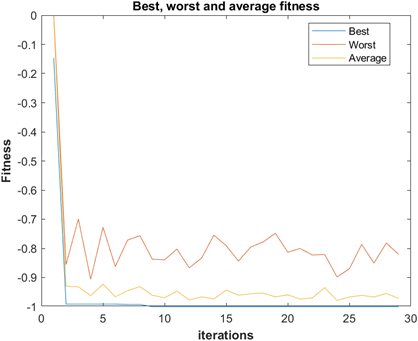 Best, worst and average fitness
Best
Worst
Average
Fitness
0
-0.1
-0.2
-0.3
-0.4
-0.5
-0.6
-0.7
-0.8
-0.9
-1
0 5 10 15 20 25 30
iterations